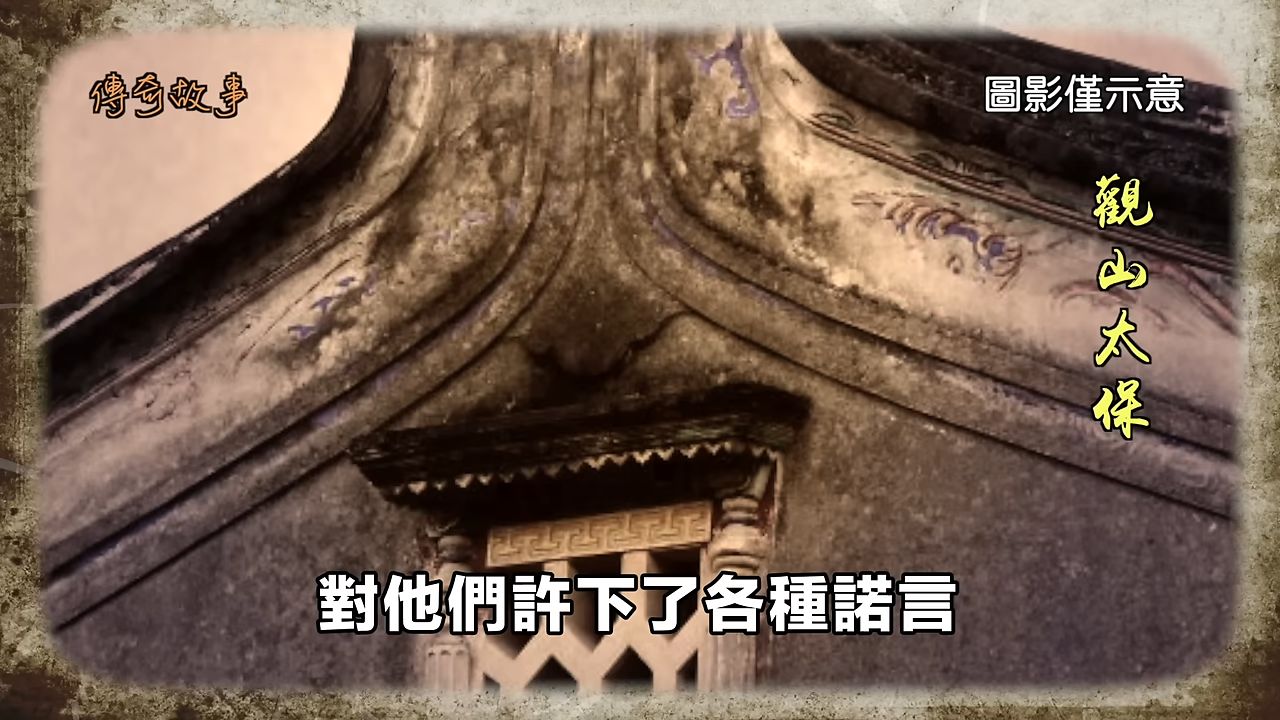 傳奇故事
圖影僅示意
觀山太保
對他們許下了各種諾言